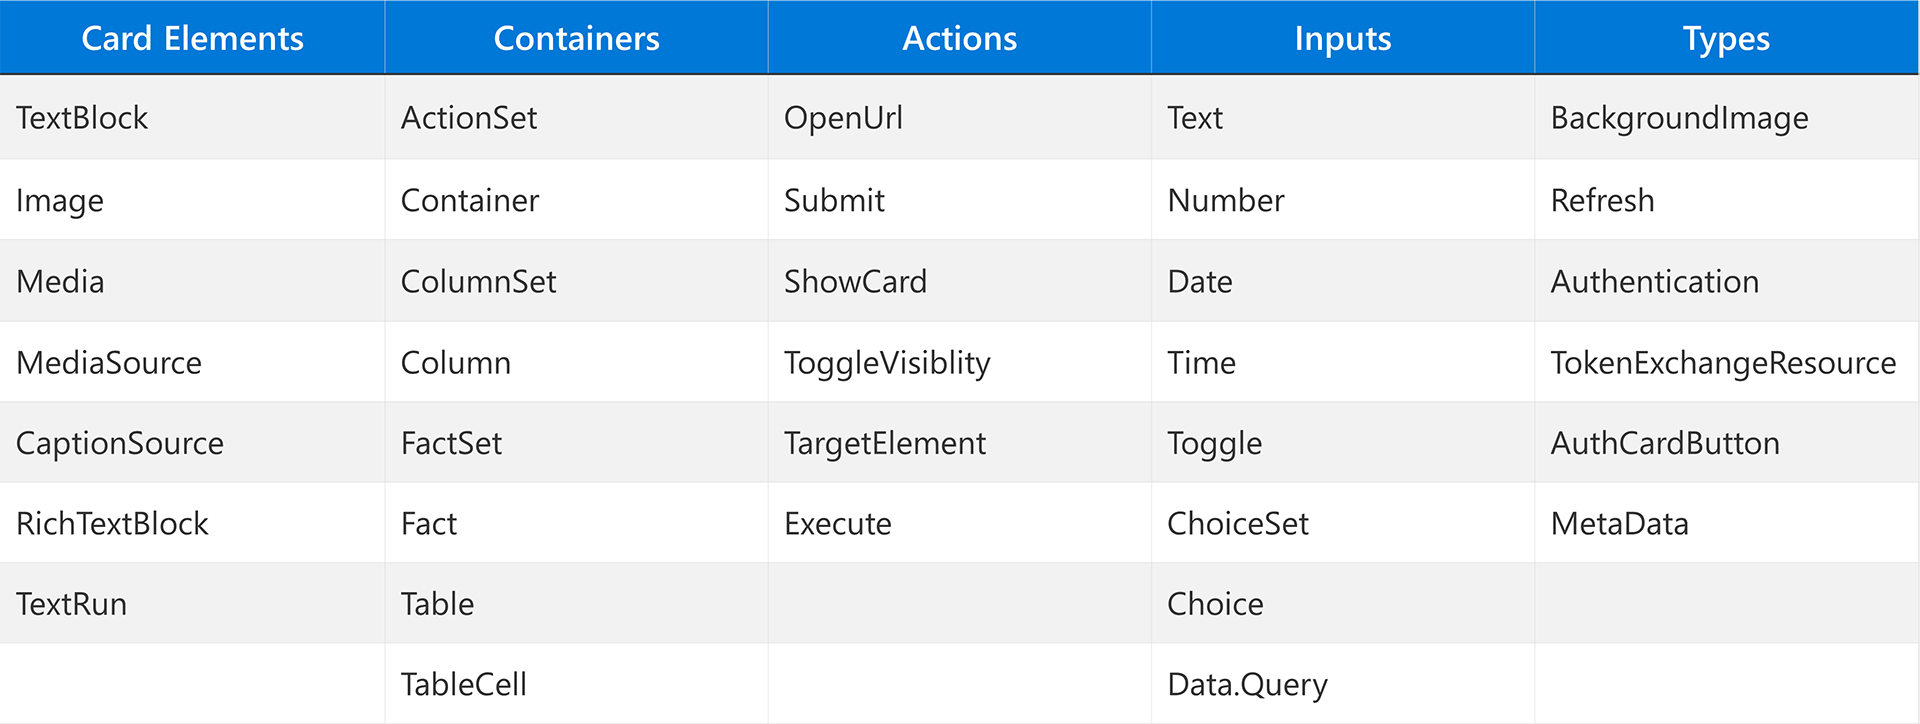 Card Elements Containers Actions Inputs Types
TextBlock ActionSet OpenUrl Text BackgroundImage
Image Container Submit Number Refresh
Media ColumnSet ShowCard Date Authentication
MediaSource Column ToggleVisiblity Time TokenExchangeResource
CaptionSource FactSet TargetElement Toggle AuthCardButton
RichTextBlock Fact Execute ChoiceSet MetaData
TextRun Table Choice
TableCell Data.Query